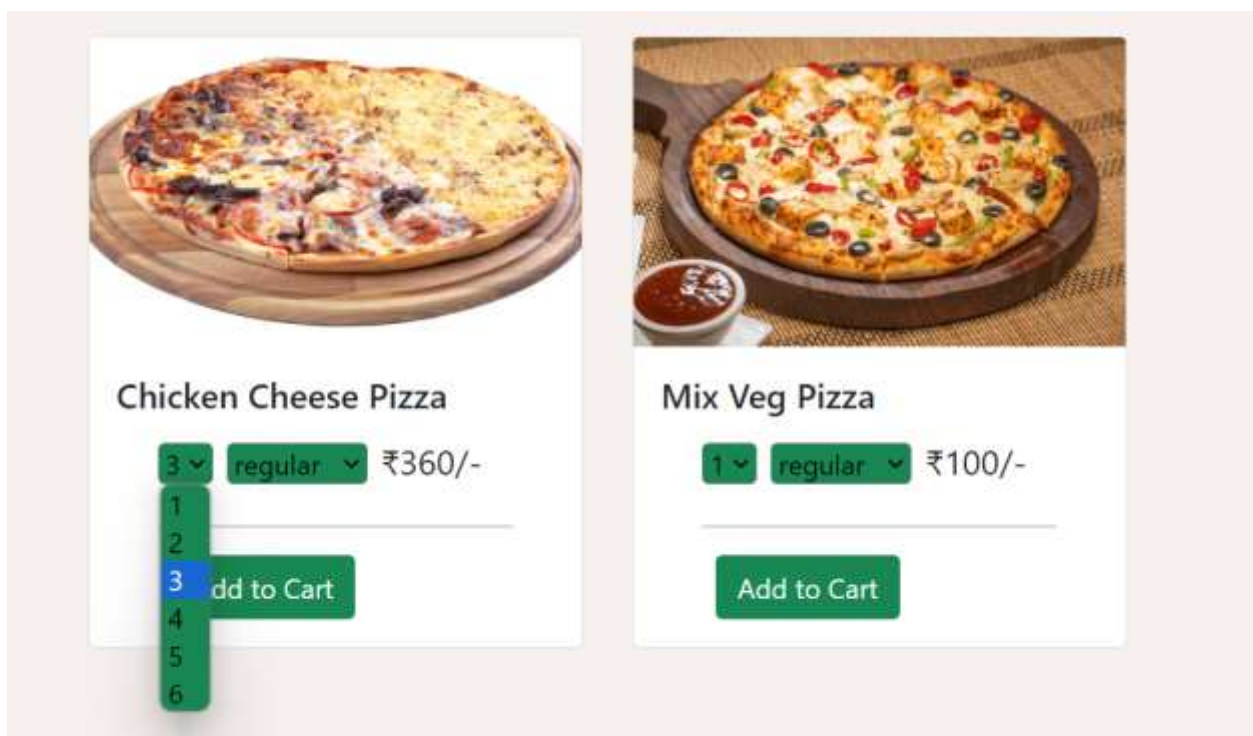 Chicken Cheese Pizza
3 regular ₹360/-
1
2
3
4
5
6
dd to Cart
Mix Veg Pizza
1 regular ₹100/-
Add to Cart